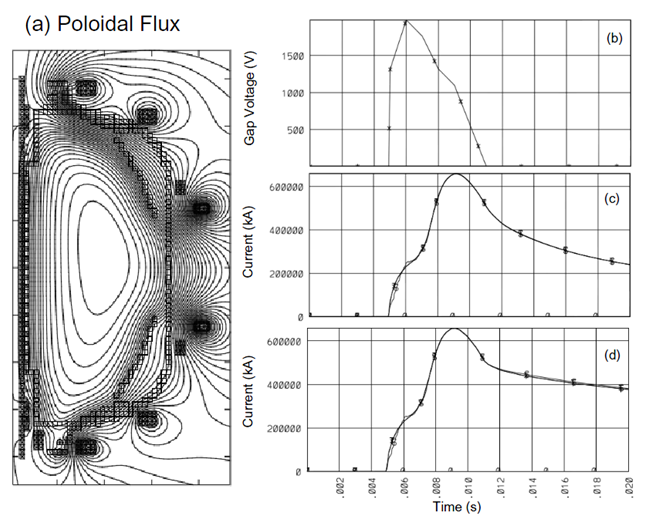 (a) Poloidal Flux
(b)
Gap Voltage (V)
1500
1000
500
(c)
Current (kA)
600000
400000
200000
0
(d)
Current (kA)
600000
400000
200000
0
.002
.004
.006
.008
.010
.012
.014
.016
.018
.020
Time (s)